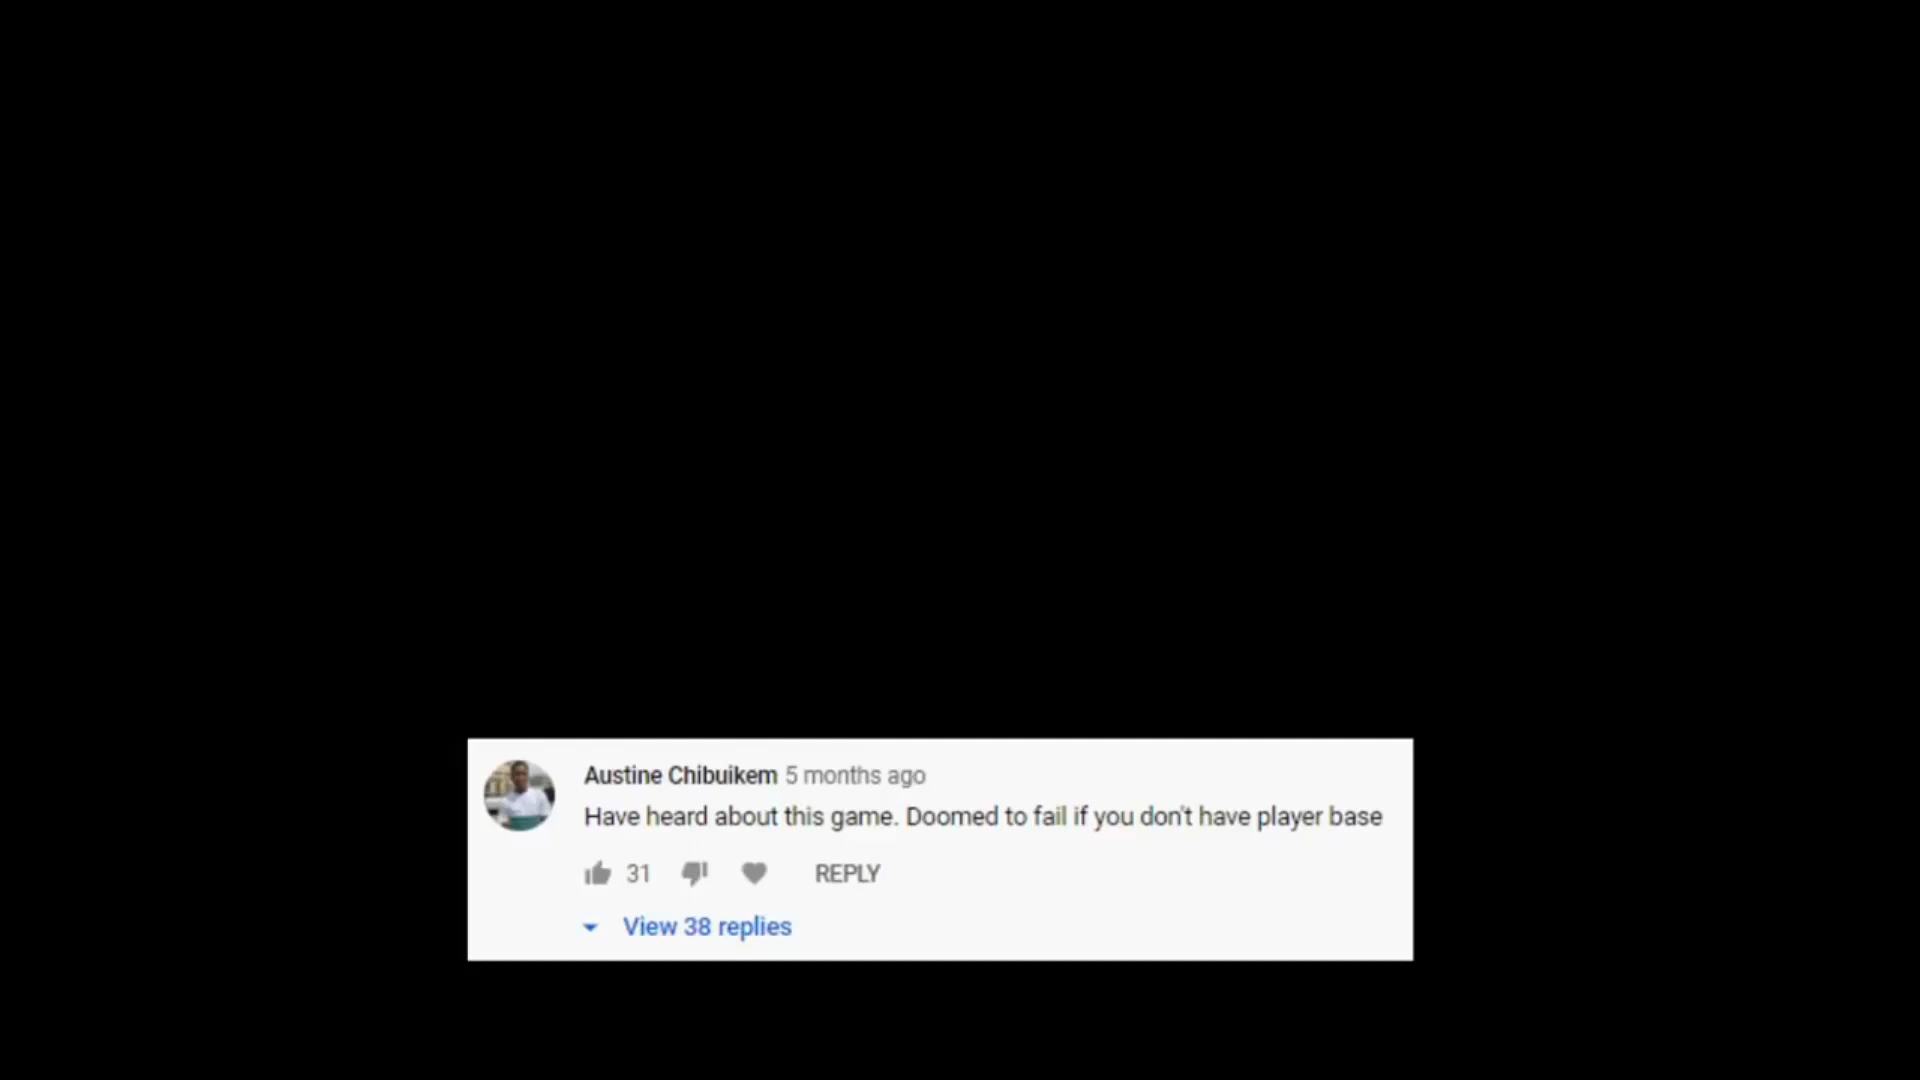 Austine Chibuikem 5 months ago
Have heard about this game. Doomed to fail if you don't have player base
31 REPLY
View 38 replies